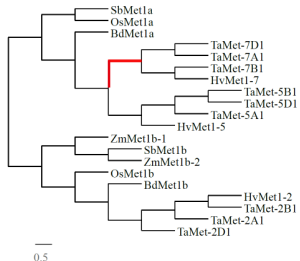 SbMet1a
OsMet1a
BdMet1a
TaMet-7D1
TaMet-7A1
TaMet-7B1
HvMet1-7
TaMet-5B1
TaMet-5D1
TaMet-5A1
HvMet1-5
ZmMet1b-1
SbMet1b
ZmMet1b-2
OsMet1b
BdMet1b
HvMet1-2
TaMet-2B1
TaMet-2A1
TaMet-2D1
0.5